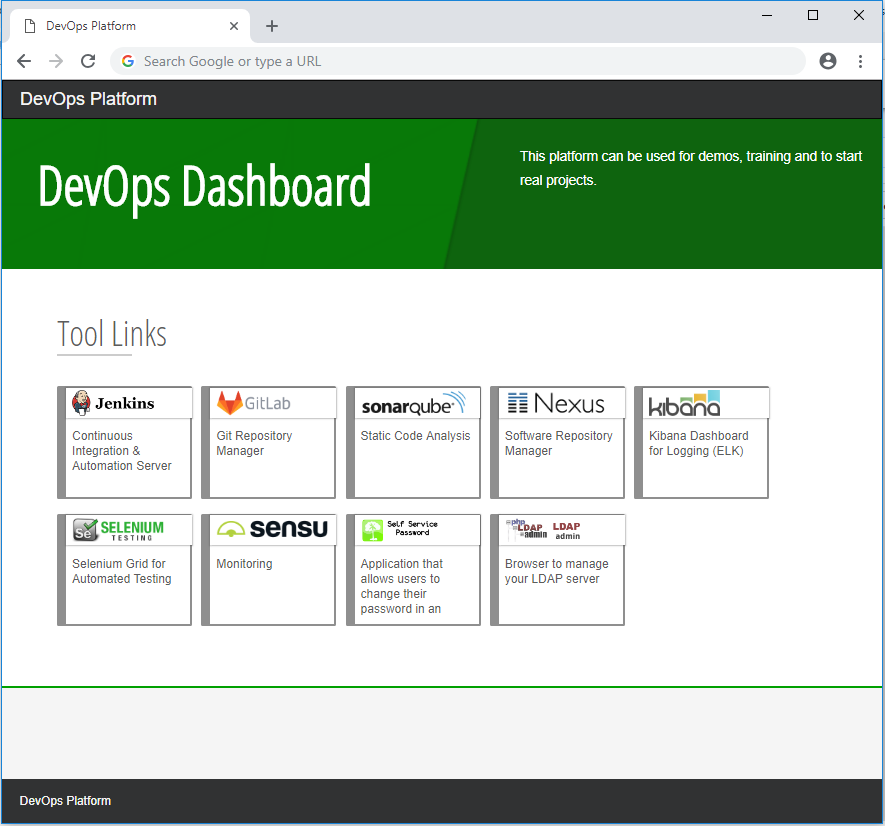 DevOps Platform
Search Google or type a URL
DevOps Platform
DevOps Dashboard
This platform can be used for demos, training and to start
real projects.
Tool Links
Jenkins
Continuous
Integration &
Automation Server
GitLab
Git Repository
Manager
sonarqube
Static Code Analysis
Nexus
Software Repository
Manager
kibana
Kibana Dashboard
for Logging (ELK)
Se SELENIUM
TESTING
Selenium Grid for
Automated Testing
sensu
Monitoring
Self Service
Password
Application that
allows users to
change their
password in an
php
LDAP
admin
LDAP
admin
Browser to manage
your LDAP server
DevOps Platform